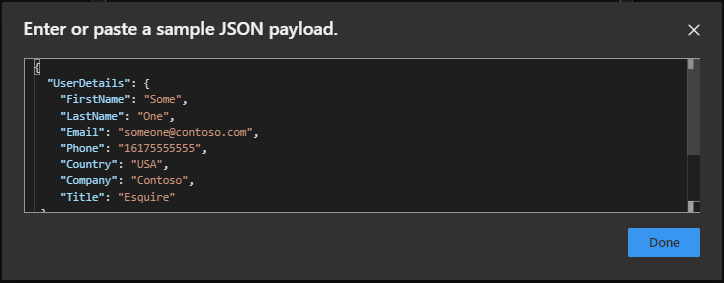 Enter or paste a sample JSON payload.
{
"UserDetails": {
"FirstName": "Some",
"LastName": "One",
"Email": "someone@contoso.com",
"Phone": "16175555555",
"Country": "USA",
"Company": "Contoso",
"Title": "Esquire"
Done